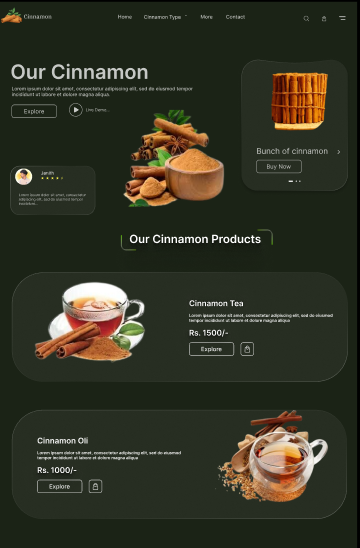 Cinnamon
Home
Cinnamon Type
More
Contact
Our Cinnamon
Lorem ipsum dolor sit amet, consectetur adipiscing elit, sed do eiusmod tempor
incididunt ut labore et dolore magna aliqua.
Explore
Live Demo...
Bunch of cinnamon
Buy Now
Janith
Lorem ipsum dolor sit amet, consectetur
adipiscing elit, sed do eiusmod tempor
incididunt...
Our Cinnamon Products
Cinnamon Tea
Lorem ipsum dolor sit amet, consectetur adipiscing elit, sed do eiusmod
tempor incididunt ut labore et dolore magna aliqua
Rs. 1500/-
Explore
Cinnamon Oli
Lorem ipsum dolor sit amet, consectetur adipiscing elit, sed do eiusmod
tempor incididunt ut labore et dolore magna aliqua
Rs. 1000/-
Explore